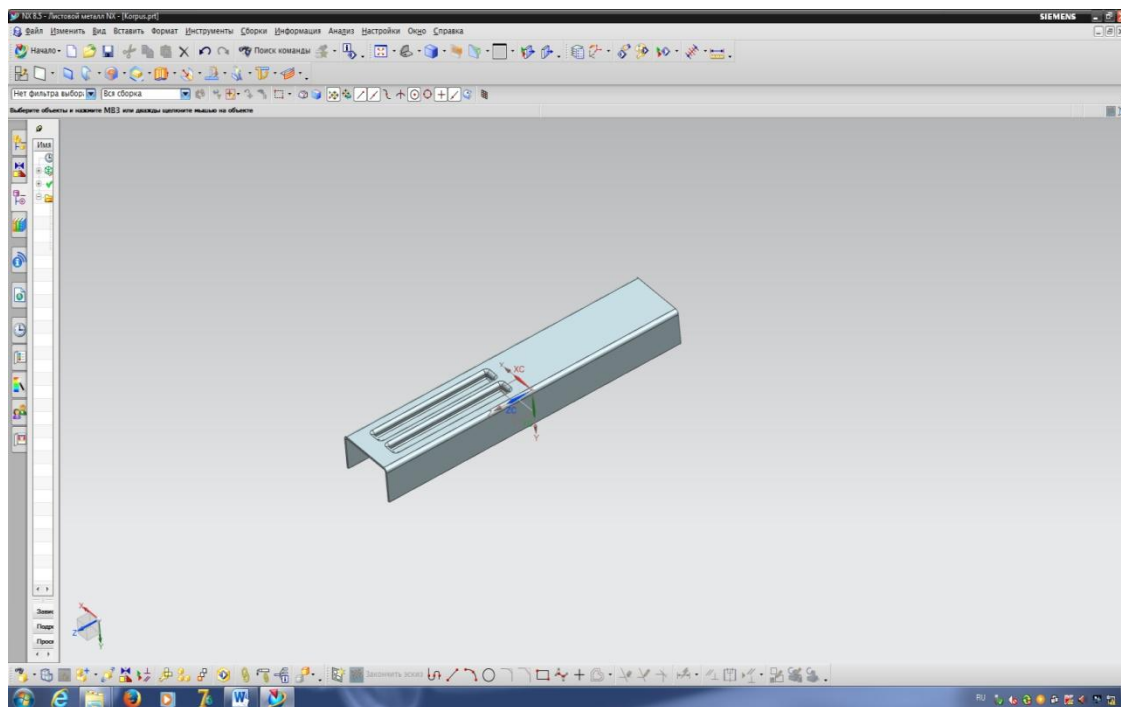 NX 8.5 - Листовой металл NX - [Korpus.prt]
SIEMENS
Файл Изменить Вид Вставить Формат Инструменты Сборки Информация Анализ Настройки Окно Справка
Начало
Поиск команды
Нет фильтра выбора
Вся сборка
Выберите объекты и нажмите MB3 или дважды щелкните мышью на объекте
Имя
XC
ZC
Y
Y
X
Z
Y
Закончить эскиз
RU